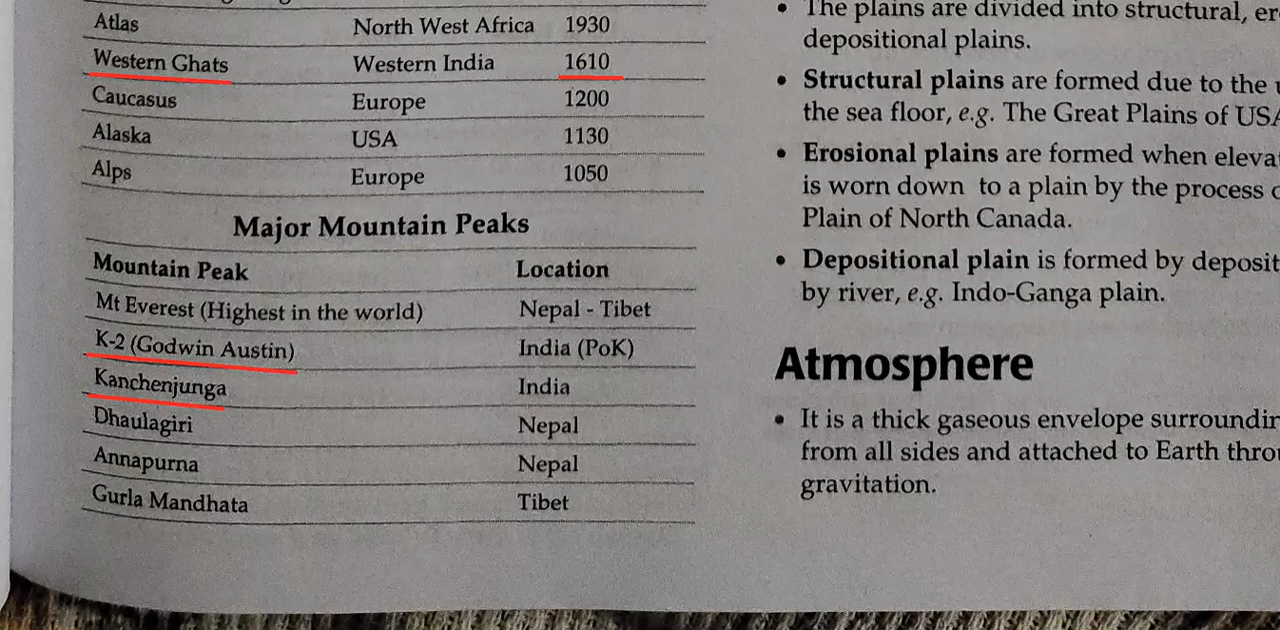 Atlas North West Africa 1930
Western Ghats Western India 1610
Caucasus Europe 1200
Alaska USA 1130
Alps Europe 1050
Major Mountain Peaks
Mountain Peak Location
Mt Everest (Highest in the world) Nepal - Tibet
K-2 (Godwin Austin) India (PoK)
Kanchenjunga India
Dhaulagiri Nepal
Annapurna Nepal
Gurla Mandhata Tibet
• The plains are divided into structural,
depositional plains.
• Structural plains are formed due to the
the sea floor, e.g. The Great Plains of USA
• Erosional plains are formed when
is worn down to a plain by the process
Plain of North Canada.
• Depositional plain is formed by
by river, e.g. Indo-Ganga plain.
Atmosphere
• It is a thick gaseous envelope
from all sides and attached to Earth
gravitation.